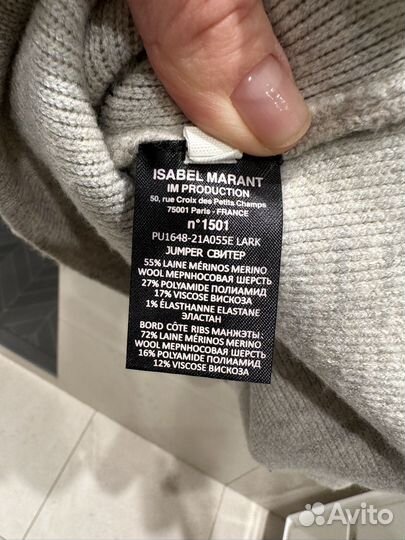 ISABEL MARANT
IM PRODUCTION
50, rue Croix des Petits Champs
75001 Paris - FRANCE
n°1501
PU1648-21A055E LARK
JUMPER СВИТЕР
55% LAINE MÉRINOS MERINO
WOOL МЕРННОСОВАЯ ШЕРСТЬ
27% POLYAMIDE ПОЛИАМИД
17% VISCOSE ВИСКОЗА
1% ÉLASTHANNE ELASTANE
ЭЛАСТАН
BORD CÔTE RIBS МАНЖЕТЫ:
72% LAINE MÉRINOS MERINO
WOOL МЕРННОСОВАЯ ШЕРСТЬ
16% POLYAMIDE ПОЛИАМИД
12% VISCOSE ВИСКОЗА
Avito